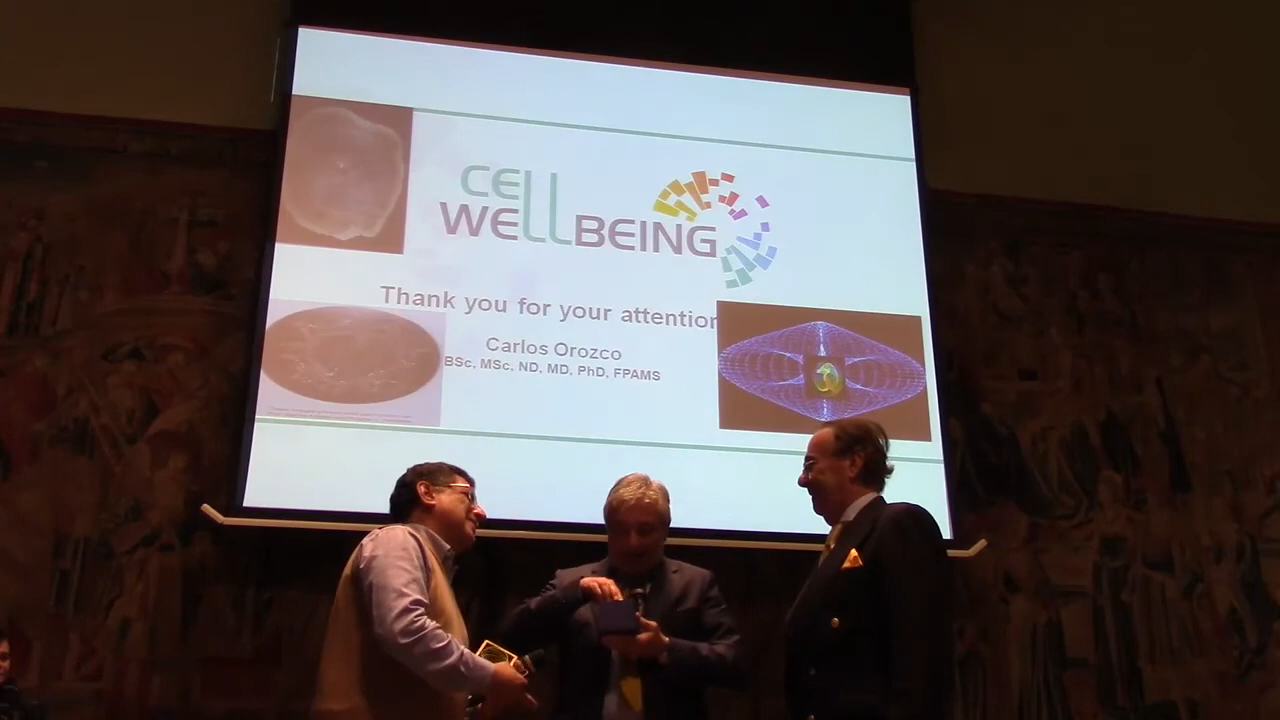 CELL
WELLBEING
Thank you for your attention
Carlos Orozco
BSc, MSc, ND, MD, PhD, FPAMS